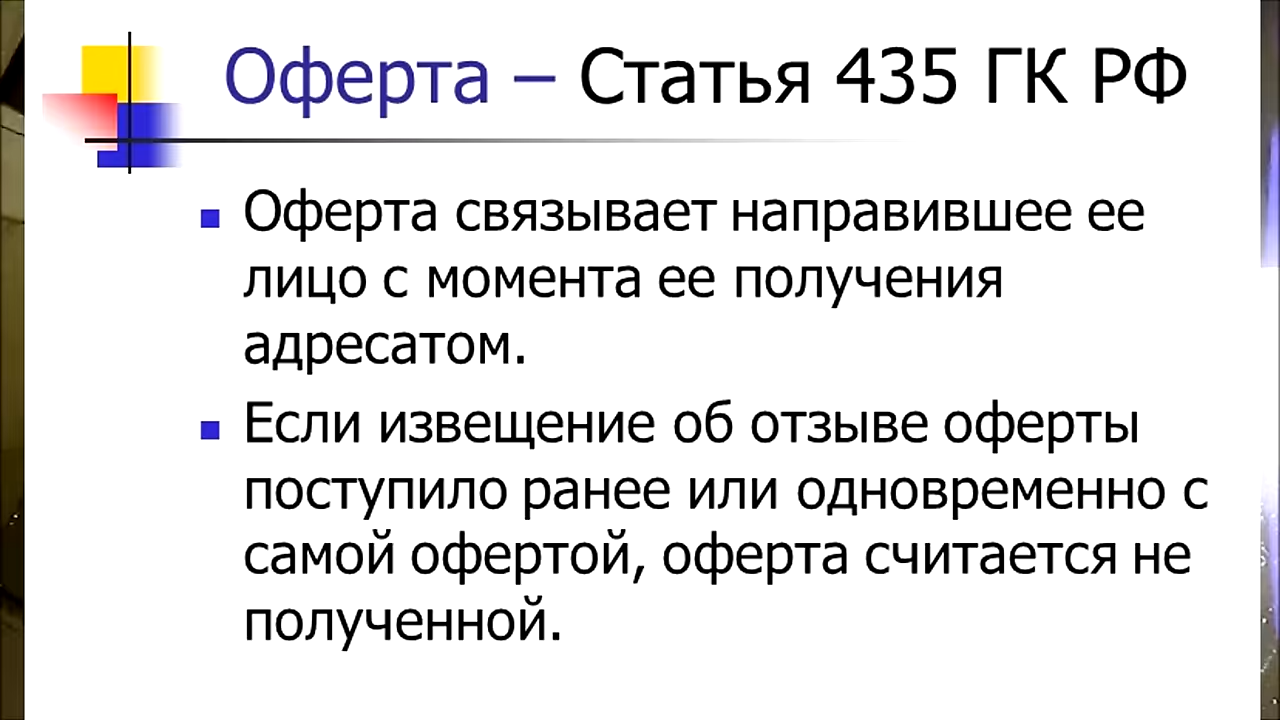 Оферта – Статья 435 ГК РФ
Оферта связывает направившее ее
лицо с момента ее получения
адресатом.
Если извещение об отзыве оферты
поступило ранее или одновременно с
самой офертой, оферта считается не
полученной.